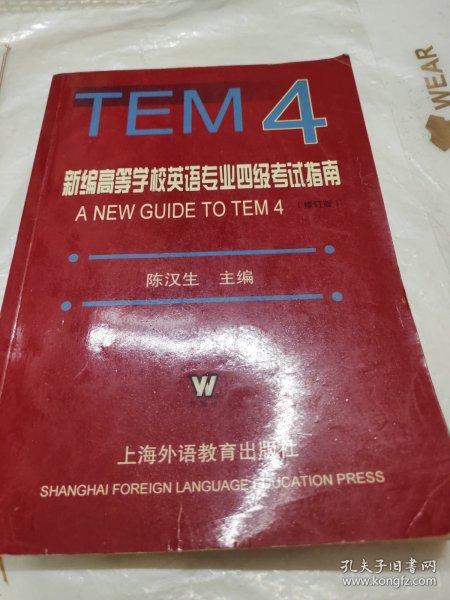 WEAR
TEM 4
新编高等学校英语专业四级考试指南
A NEW GUIDE TO TEM 4 (修订版)
陈汉生 主编
上海外语教育出版社
SHANGHAI FOREIGN LANGUAGE EDUCATION PRESS
孔夫子旧书网
www.kongfz.com